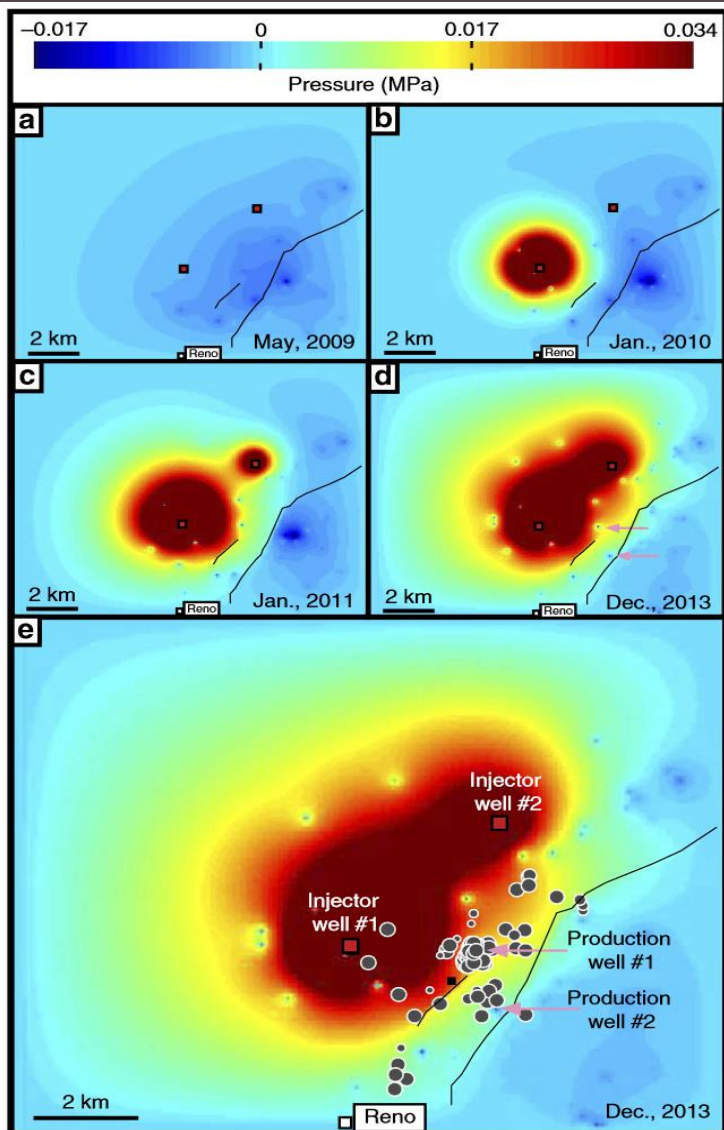 −0.017 0 0.017 0.034
Pressure (MPa)
a
2 km
Reno
May, 2009
b
2 km
Reno
Jan., 2010
c
2 km
Reno
Jan., 2011
d
2 km
Reno
Dec., 2013
e
Injector
well #2
Injector
well #1
Production
well #1
Production
well #2
2 km
Reno
Dec., 2013